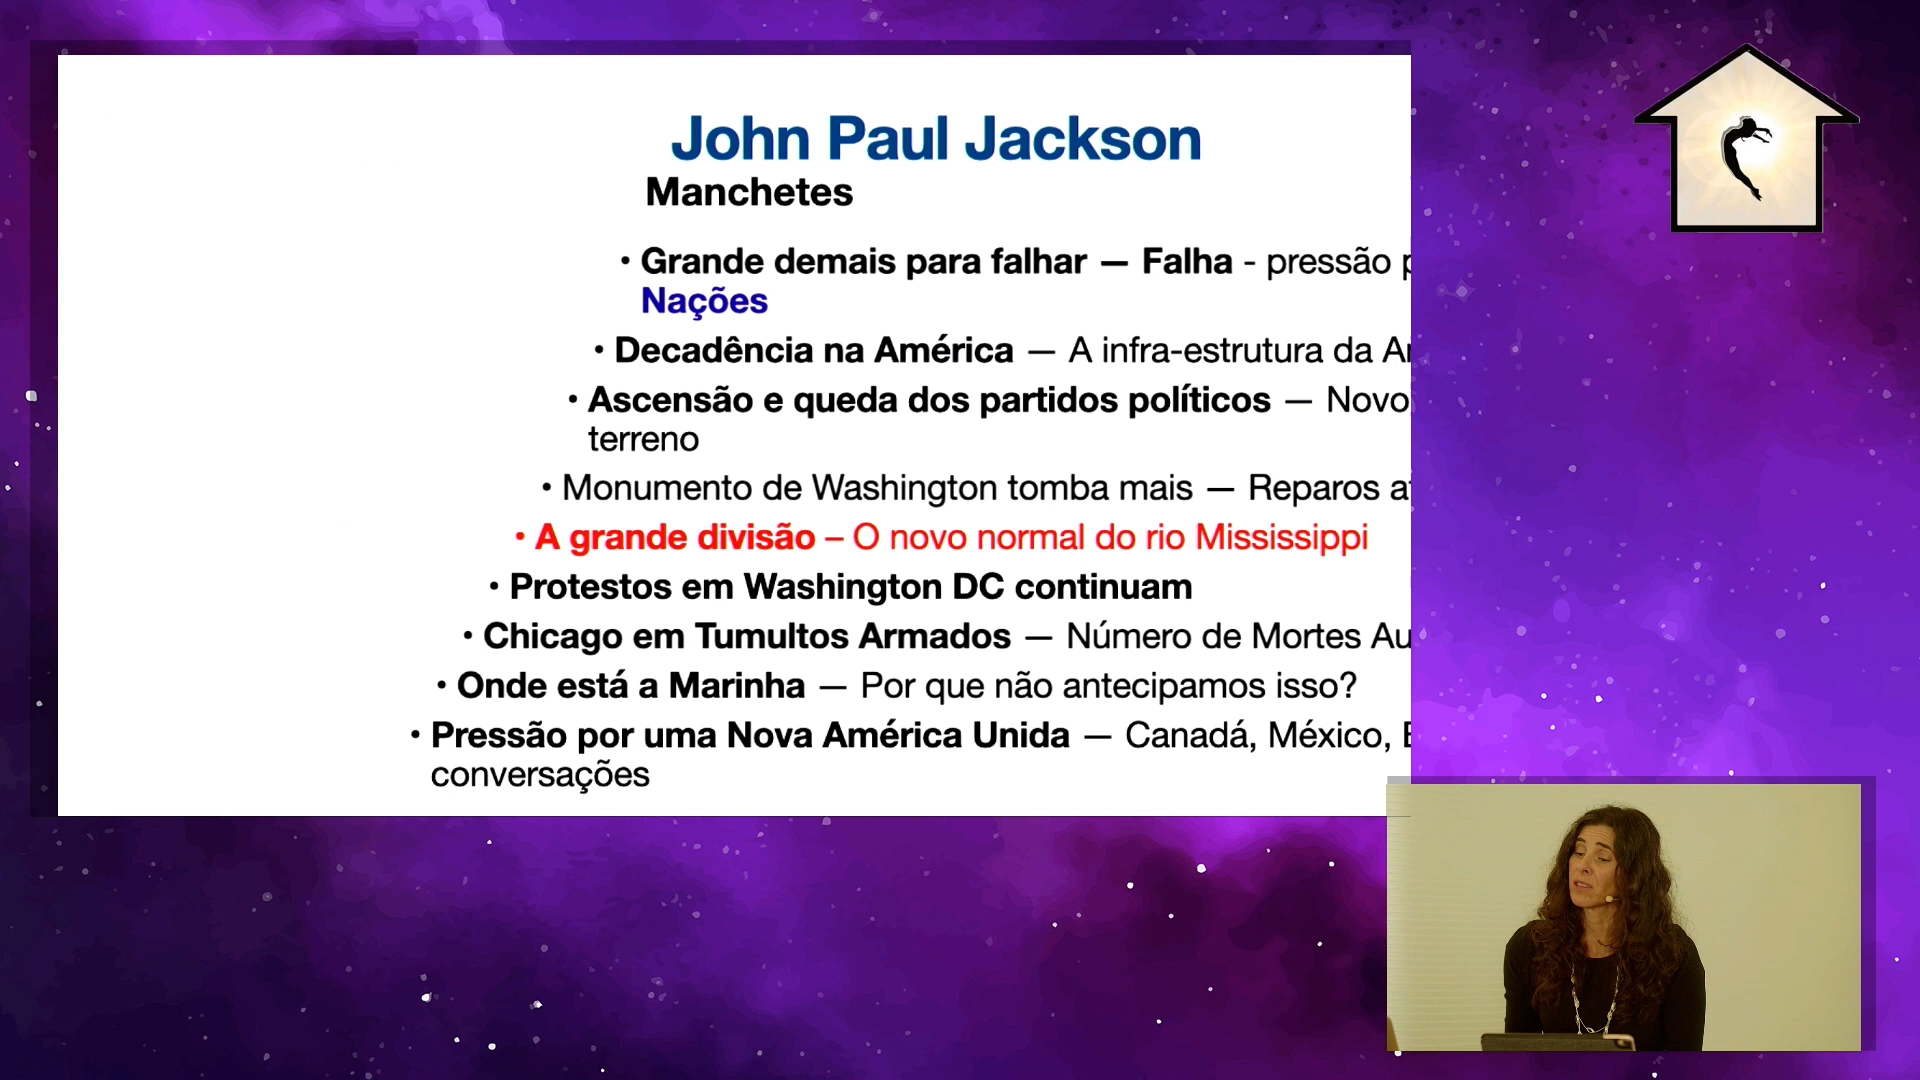 John Paul Jackson
Manchetes
• Grande demais para falhar — Falha - pressão
Nações
• Decadência na América — A infra-estrutura da
• Ascensão e queda dos partidos políticos — Novo
terreno
• Monumento de Washington tomba mais — Reparos
• A grande divisão – O novo normal do rio Mississippi
• Protestos em Washington DC continuam
• Chicago em Tumultos Armados — Número de Mortes
• Onde está a Marinha — Por que não antecipamos isso?
• Pressão por uma Nova América Unida — Canadá, México,
conversações